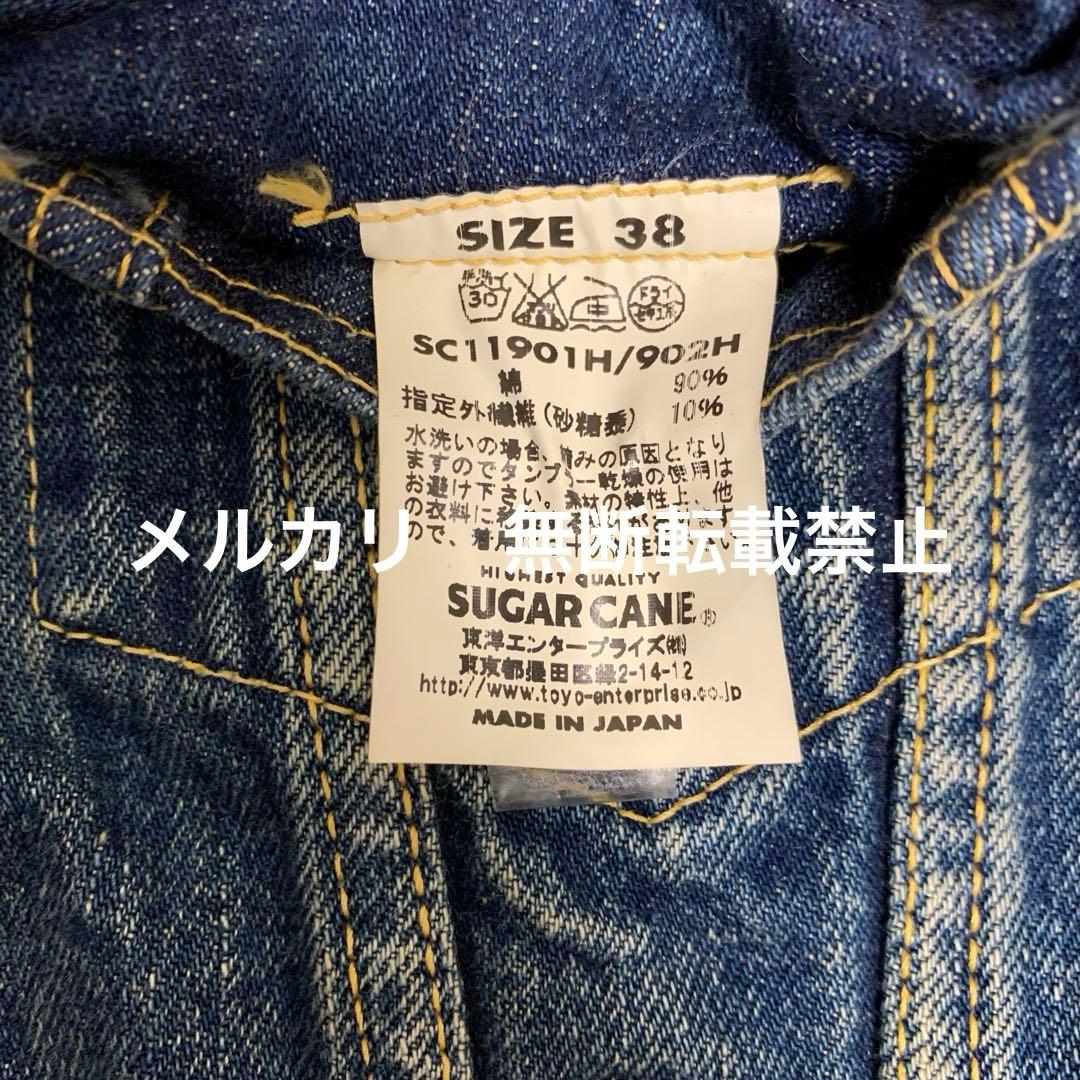 SIZE 38
30
ドライ
SC11901H/902H
綿 90%
指定外繊維(砂糖黍) 10%
水洗いの場合、縮みの原因となり
ますのでタンブラー乾燥の使用は
お避け下さい。素材の特性上、他
の衣料に
ので、着用
メルカリ 無断転載禁止
HIGHEST QUALITY
SUGAR CANE®
東洋エンタープライズ(株)
東京都墨田区緑2-14-12
http://www.toyo-enterprise.co.jp
MADE IN JAPAN